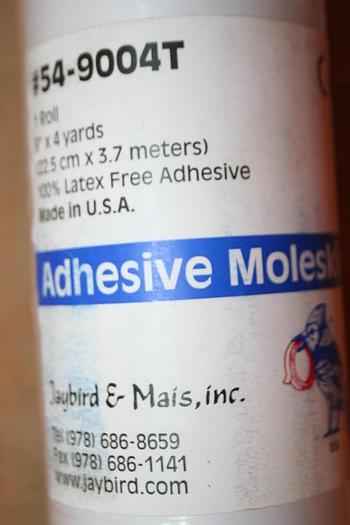 #54-9004T
1 Roll
9" x 4 yards
(22.5 cm x 3.7 meters)
100% Latex Free Adhesive
Made in U.S.A.
Adhesive Molesk
Jaybird & Mais, inc.
Tel (978) 686-8659
Fax (978) 686-1141
www.jaybird.com